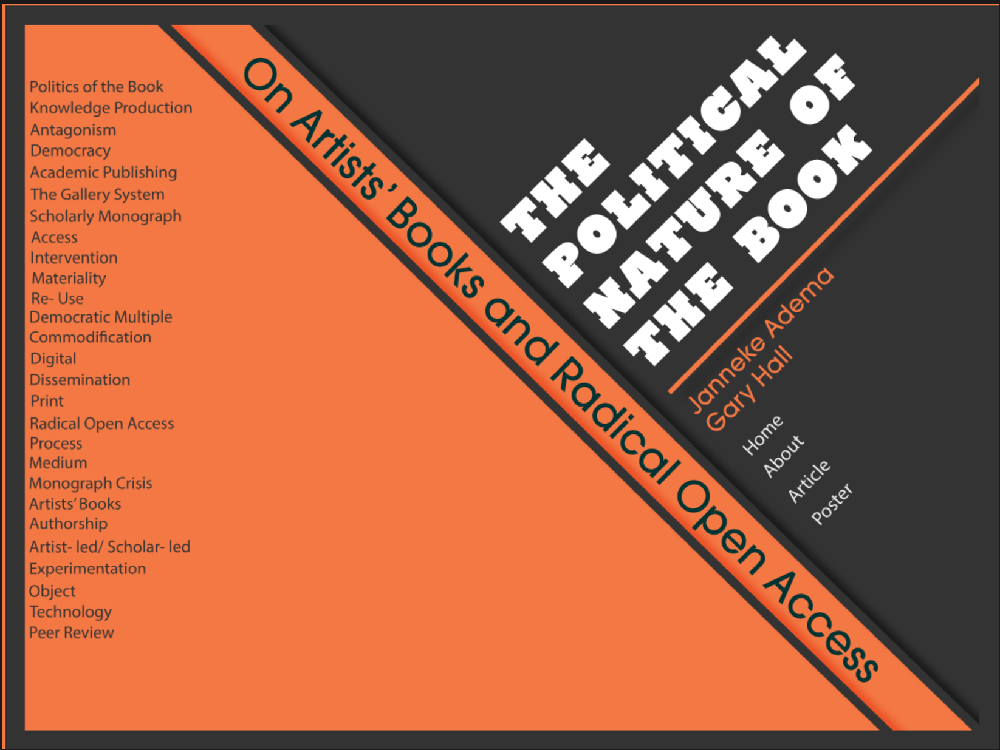 Politics of the Book
Knowledge Production
Antagonism
Democracy
Academic Publishing
The Gallery System
Scholarly Monograph
Access
Intervention
Materiality
Re- Use
Democratic Multiple
Commodification
Digital
Dissemination
Print
Radical Open Access
Process
Medium
Monograph Crisis
Artists’ Books
Authorship
Artist- led/ Scholar- led
Experimentation
Object
Technology
Peer Review
On Artists’ Books and Radical Open Access
THE
POLITICAL
NATURE OF
THE BOOK
Janneke Adema
Gary Hall
Home
About
Article
Poster